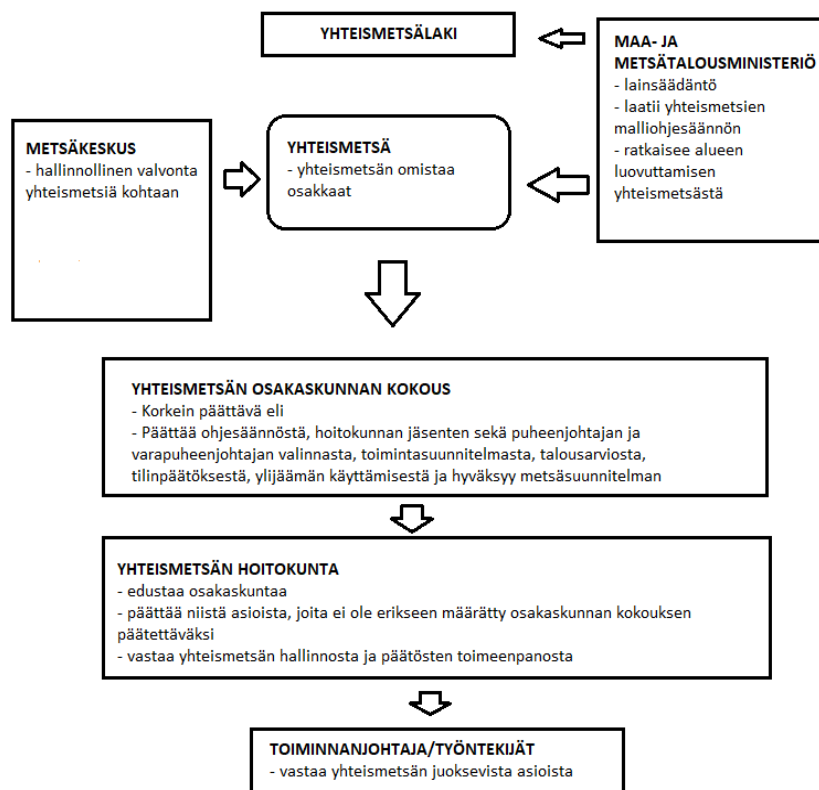 YHTEISMETSÄLAKI
MAA- JA
METSÄTALOUSMINISTERIÖ
- lainsäädäntö
- laatii yhteismetsien
malliohjesäännön
- ratkaisee alueen
luovuttamisen
yhteismetsästä
METSÄKESKUS
- hallinnollinen valvonta
yhteismetsiä kohtaan
YHTEISMETSÄ
- yhteismetsän omistaa
osakkaat
YHTEISMETSÄN OSAKASKUNNAN KOKOUS
- Korkein päättävä eli
- Päättää ohjesäännöstä, hoitokunnan jäsenten sekä puheenjohtajan ja
varapuheenjohtajan valinnasta, toimintasuunnitelmasta, talousarviosta,
tilinpäätöksestä, ylijäämän käyttämisestä ja hyväksyy metsäsuunnitelman
YHTEISMETSÄN HOITOKUNTA
- edustaa osakaskuntaa
- päättää niistä asioista, joita ei ole erikseen määrätty osakaskunnan kokouksen
päätettäväksi
- vastaa yhteismetsän hallinnosta ja päätösten toimeenpanosta
TOIMINNANJOHTAJA/TYÖNTEKIJÄT
- vastaa yhteismetsän juoksevista asioista